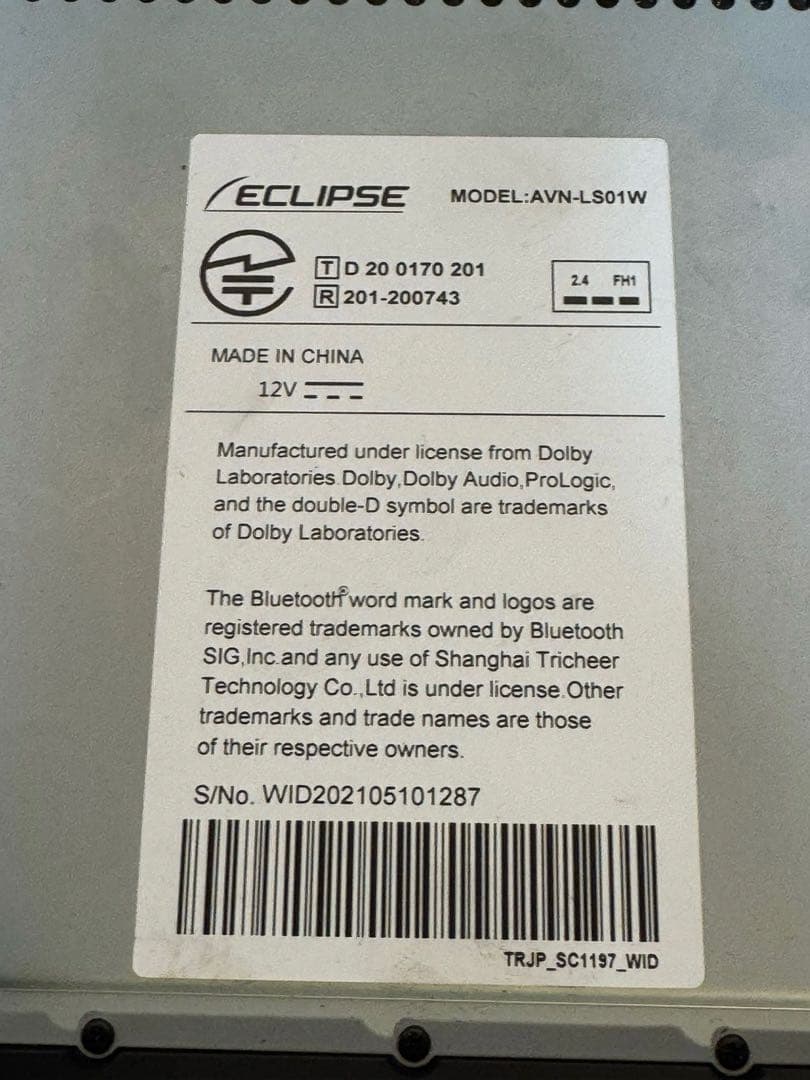 ECLIPSE MODEL:AVN-LS01W
T D 20 0170 201
R 201-200743
2.4 FH1
MADE IN CHINA
12V
Manufactured under license from Dolby
Laboratories.Dolby,Dolby Audio,ProLogic,
and the double-D symbol are trademarks
of Dolby Laboratories.
The Bluetooth® word mark and logos are
registered trademarks owned by Bluetooth
SIG,Inc.and any use of Shanghai Tricheer
Technology Co.,Ltd is under license.Other
trademarks and trade names are those
of their respective owners.
S/No. WID202105101287
TRJP_SC1197_WID